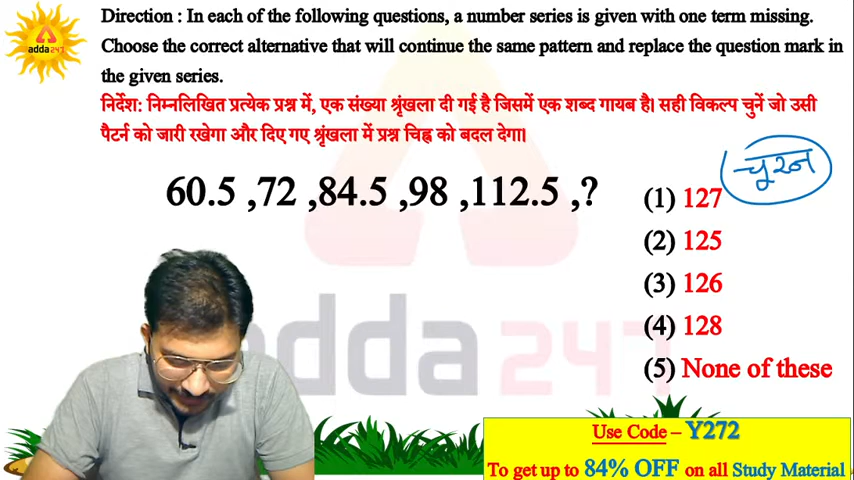 Direction : In each of the following questions, a number series is given with one term missing.
Choose the correct alternative that will continue the same pattern and replace the question mark in
the given series.
निर्देश: निम्नलिखित प्रत्येक प्रश्न में, एक संख्या श्रृंखला दी गई है जिसमें एक शब्द गायब है। सही विकल्प चुनें जो उसी
पैटर्न को जारी रखेगा और दिए गए श्रृंखला में प्रश्न चिह्न को बदल देगा।
adda247
60.5 ,72 ,84.5 ,98 ,112.5 ,?
चूरन
(1) 127
(2) 125
(3) 126
(4) 128
(5) None of these
adda247
Use Code – Y272
To get up to 84% OFF on all Study Material